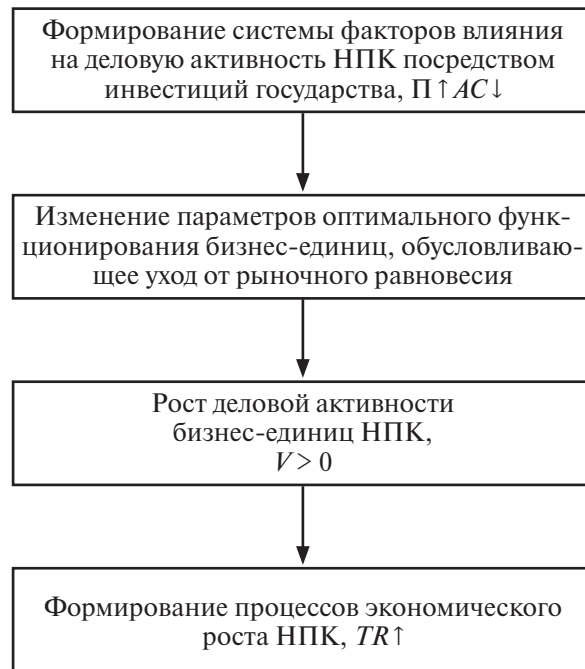 Формирование системы факторов влияния
на деловую активность НПК посредством
инвестиций государства, П↑AC↓
Изменение параметров оптимального функ-
ционирования бизнес-единиц, обусловливаю-
щее уход от рыночного равновесия
Рост деловой активности
бизнес-единиц НПК,
V > 0
Формирование процессов экономического
роста НПК, TR↑